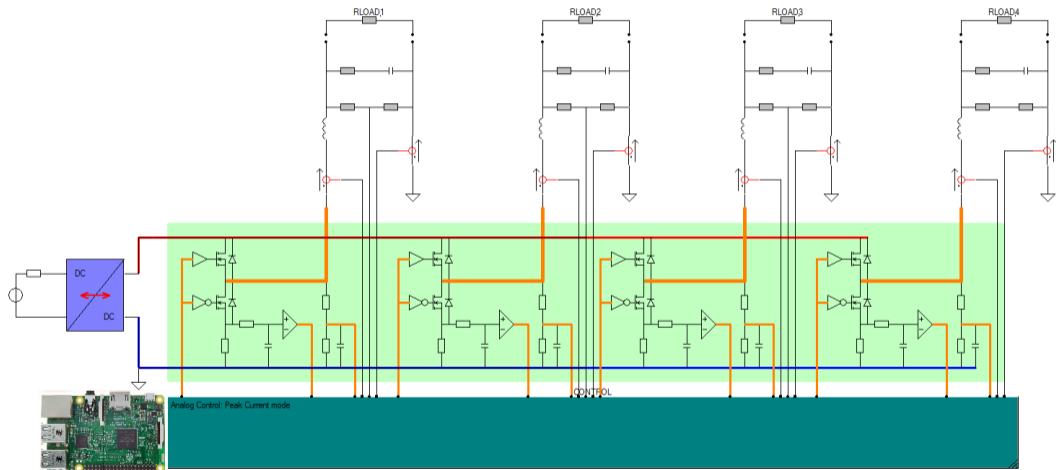 RLOAD1
RLOAD2
RLOAD3
RLOAD4
DC
DC
CONTROL
Analog Control: Peak Current mode